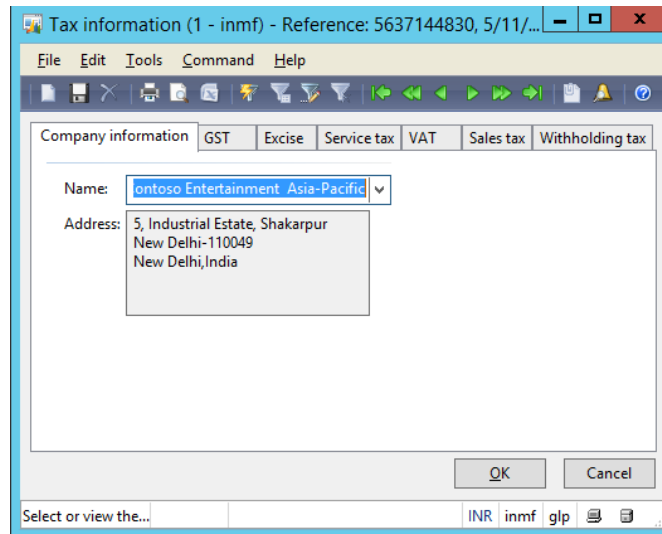 Tax information (1 - inmf) - Reference: 5637144830, 5/11/...
File Edit Tools Command Help
Company information GST Excise Service tax VAT Sales tax Withholding tax
Name: ontoso Entertainment Asia-Pacific
Address: 5, Industrial Estate, Shakarpur
New Delhi-110049
New Delhi,India
OK Cancel
Select or view the... INR inmf glp